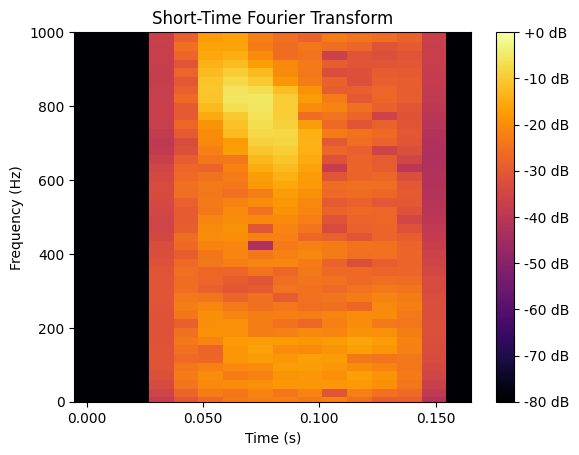 Short-Time Fourier Transform
1000
800
600
400
200
0
Frequency (Hz)
0.000
0.050
0.100
0.150
Time (s)
+0 dB
-10 dB
-20 dB
-30 dB
-40 dB
-50 dB
-60 dB
-70 dB
-80 dB